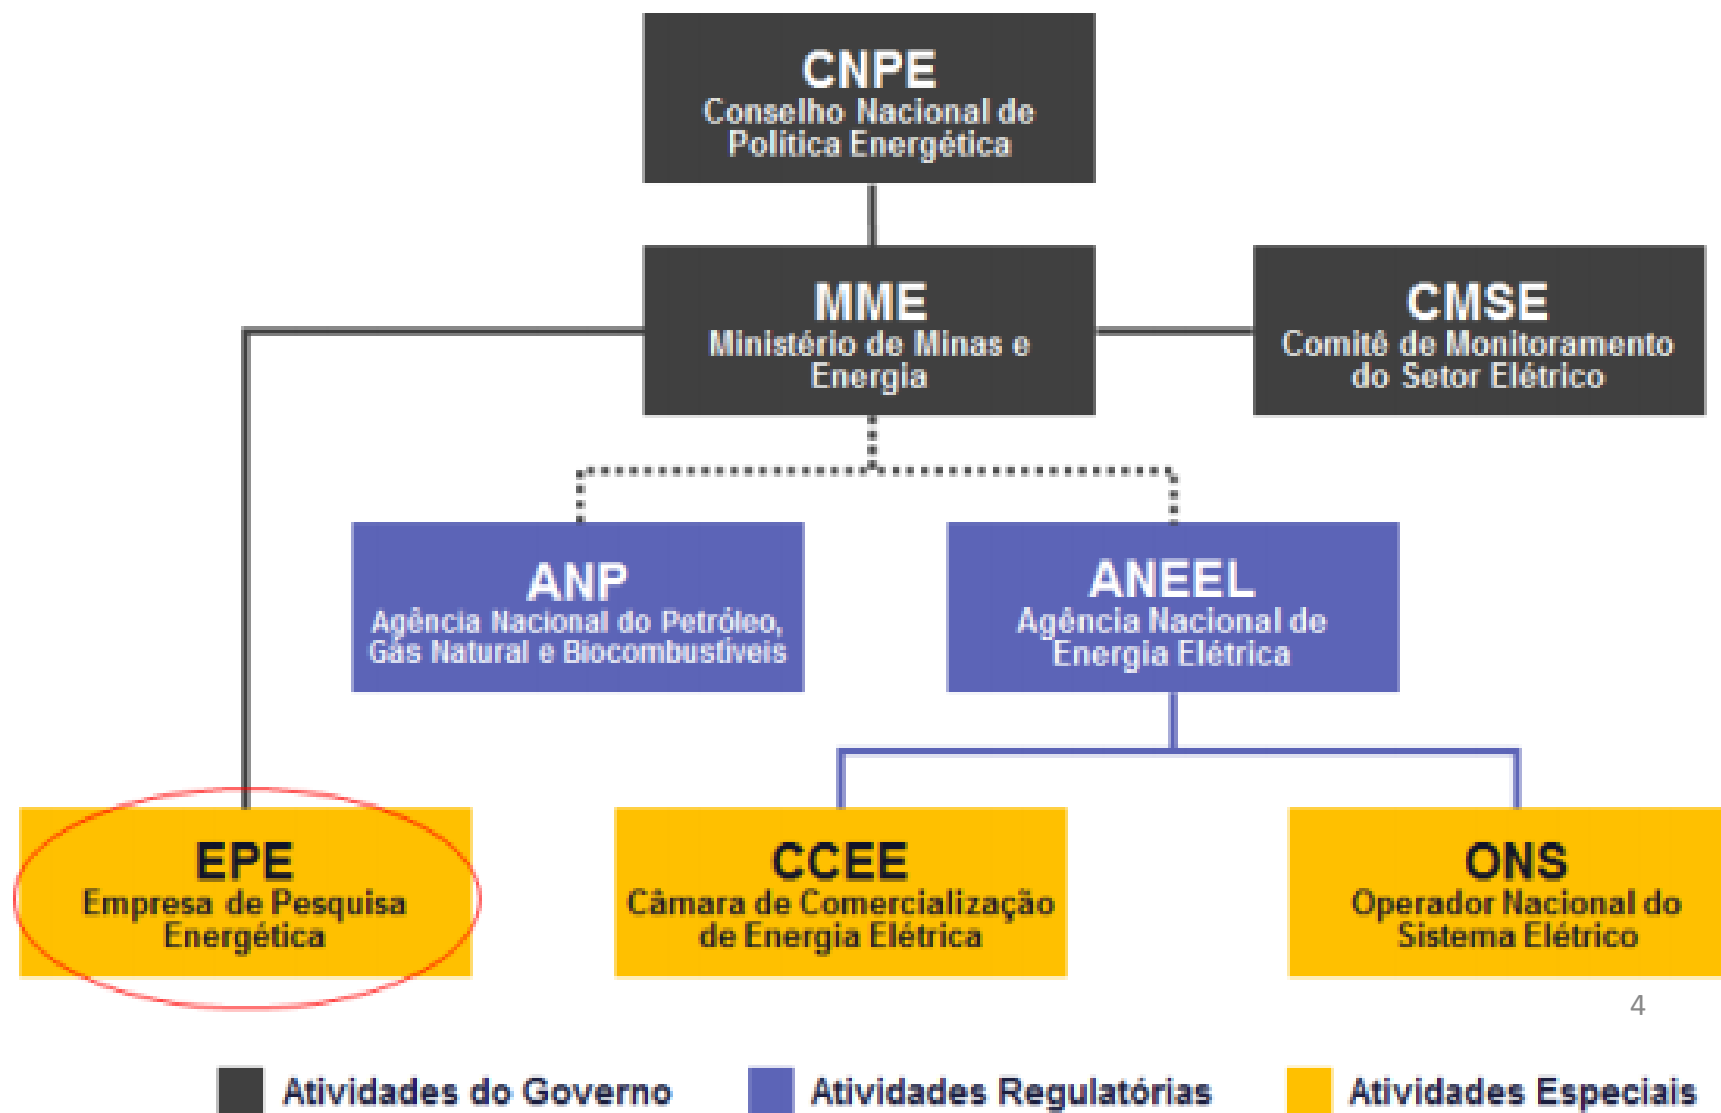 CNPE
Conselho Nacional de
Política Energética
MME
Ministério de Minas e
Energia
CMSE
Comitê de Monitoramento
do Setor Elétrico
ANP
Agência Nacional do Petróleo,
Gás Natural e Biocombustíveis
ANEEL
Agência Nacional de
Energia Elétrica
EPE
Empresa de Pesquisa
Energética
CCEE
Câmara de Comercialização
de Energia Elétrica
ONS
Operador Nacional do
Sistema Elétrico
4
Atividades do Governo
Atividades Regulatórias
Atividades Especiais